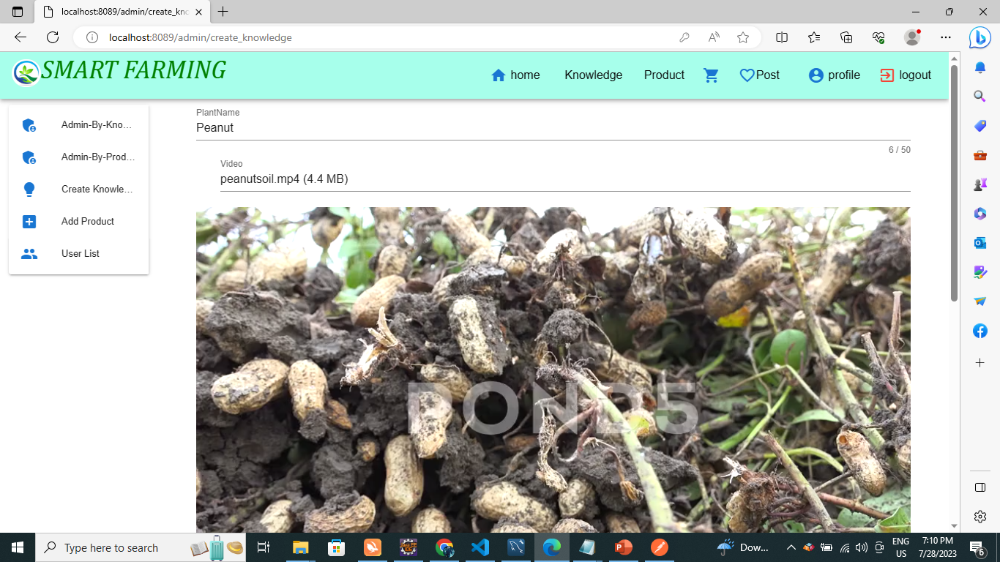 localhost:8089/admin/create_knc
localhost:8089/admin/create_knowledge
SMART FARMING
home
Knowledge
Product
Post
profile
logout
Admin-By-Kno...
Admin-By-Prod...
Create Knowle...
Add Product
User List
PlantName
Peanut
6 / 50
Video
peanutsoil.mp4 (4.4 MB)
POND5
Type here to search
Dow...
ENG
US
7:10 PM
7/28/2023
6